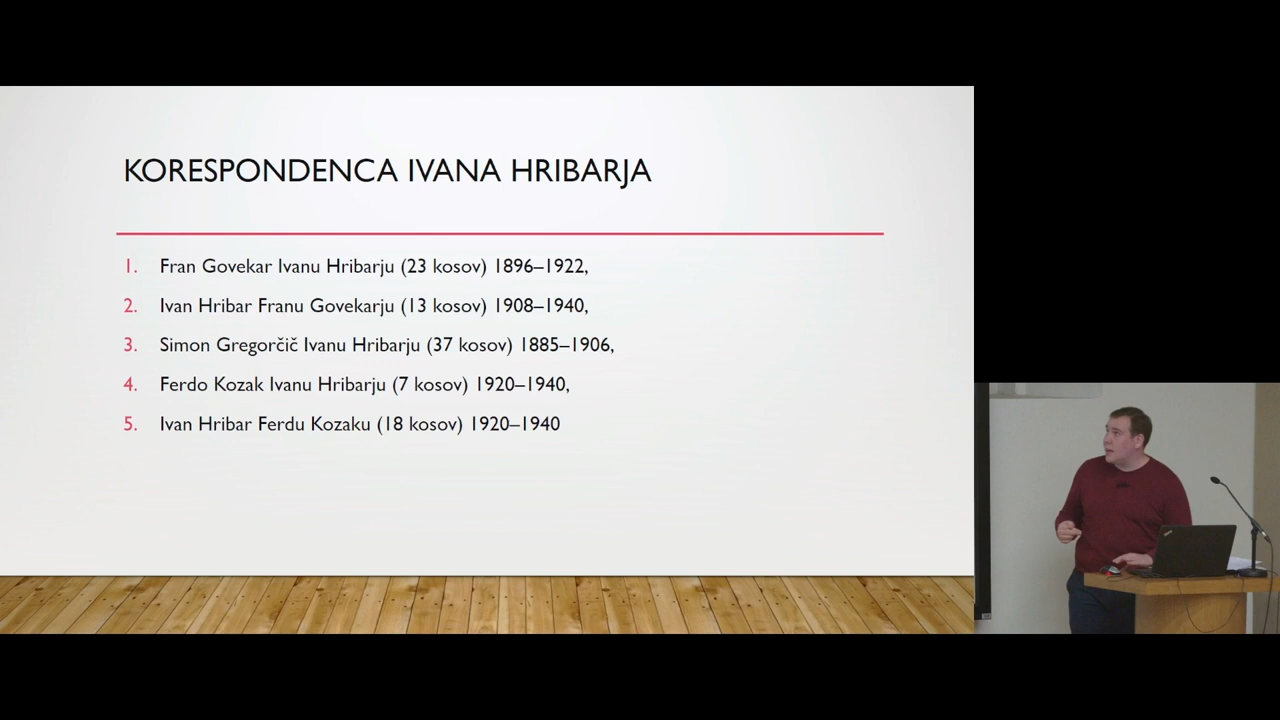 KORESPONDENCA IVANA HRIBARJA
1. Fran Govekar Ivanu Hribarju (23 kosov) 1896–1922,
2. Ivan Hribar Franu Govekarju (13 kosov) 1908–1940,
3. Simon Gregorčič Ivanu Hribarju (37 kosov) 1885–1906,
4. Ferdo Kozak Ivanu Hribarju (7 kosov) 1920–1940,
5. Ivan Hribar Ferdu Kozaku (18 kosov) 1920–1940